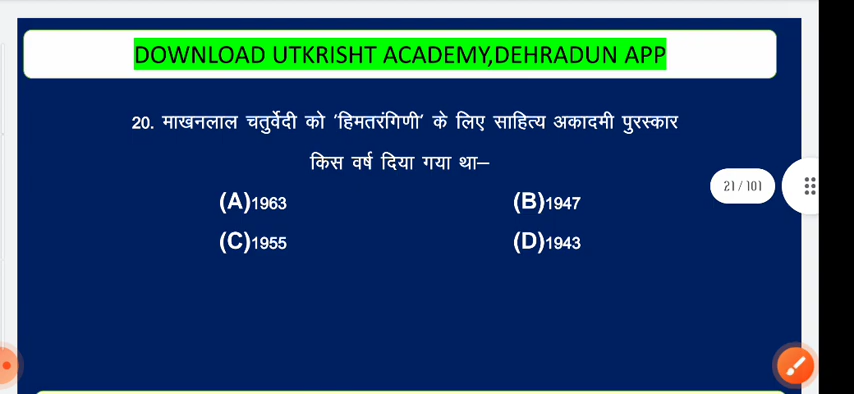 DOWNLOAD UTKRISHT ACADEMY,DEHRADUN APP
20. माखनलाल चतुर्वेदी को 'हिमतरंगिणी' के लिए साहित्य अकादमी पुरस्कार
किस वर्ष दिया गया था–
21 / 101
(A)1963 (B)1947
(C)1955 (D)1943